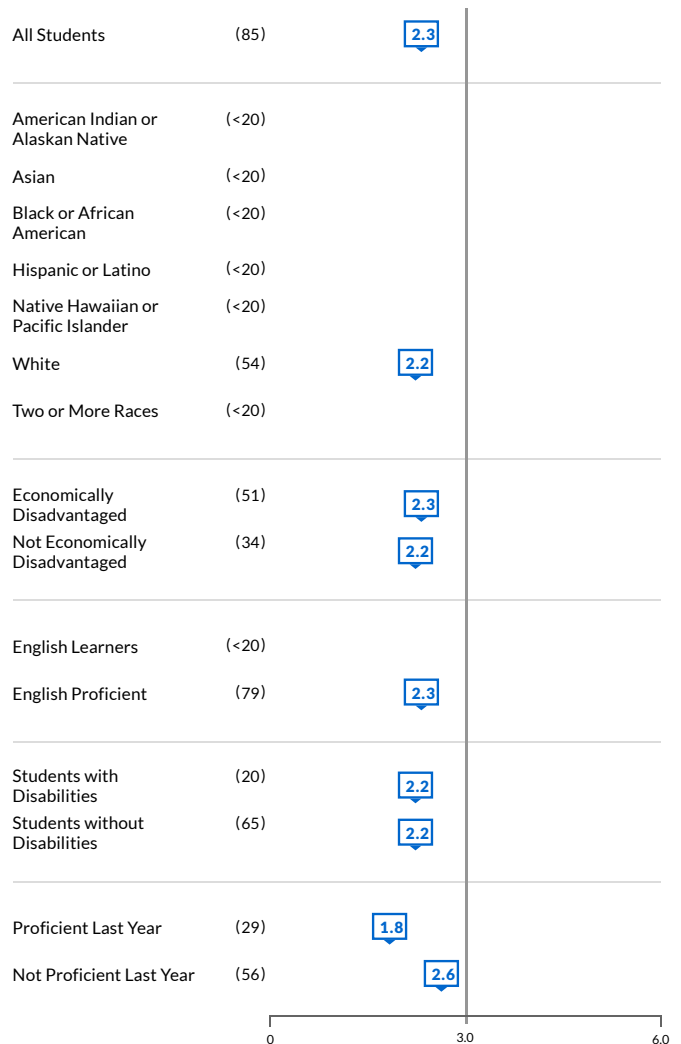 All Students (85) 2.3
American Indian or (<20)
Alaskan Native
Asian (<20)
Black or African (<20)
American
Hispanic or Latino (<20)
Native Hawaiian or (<20)
Pacific Islander
White (54) 2.2
Two or More Races (<20)
Economically (51) 2.3
Disadvantaged
Not Economically (34) 2.2
Disadvantaged
English Learners (<20)
English Proficient (79) 2.3
Students with (20) 2.2
Disabilities
Students without (65) 2.2
Disabilities
Proficient Last Year (29) 1.8
Not Proficient Last Year (56) 2.6
0 3.0 6.0